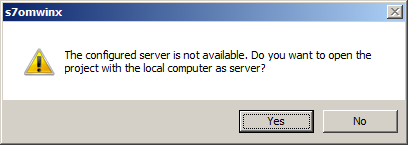 s7omwinx
The configured server is not available. Do you want to open the
project with the local computer as server?
Yes No